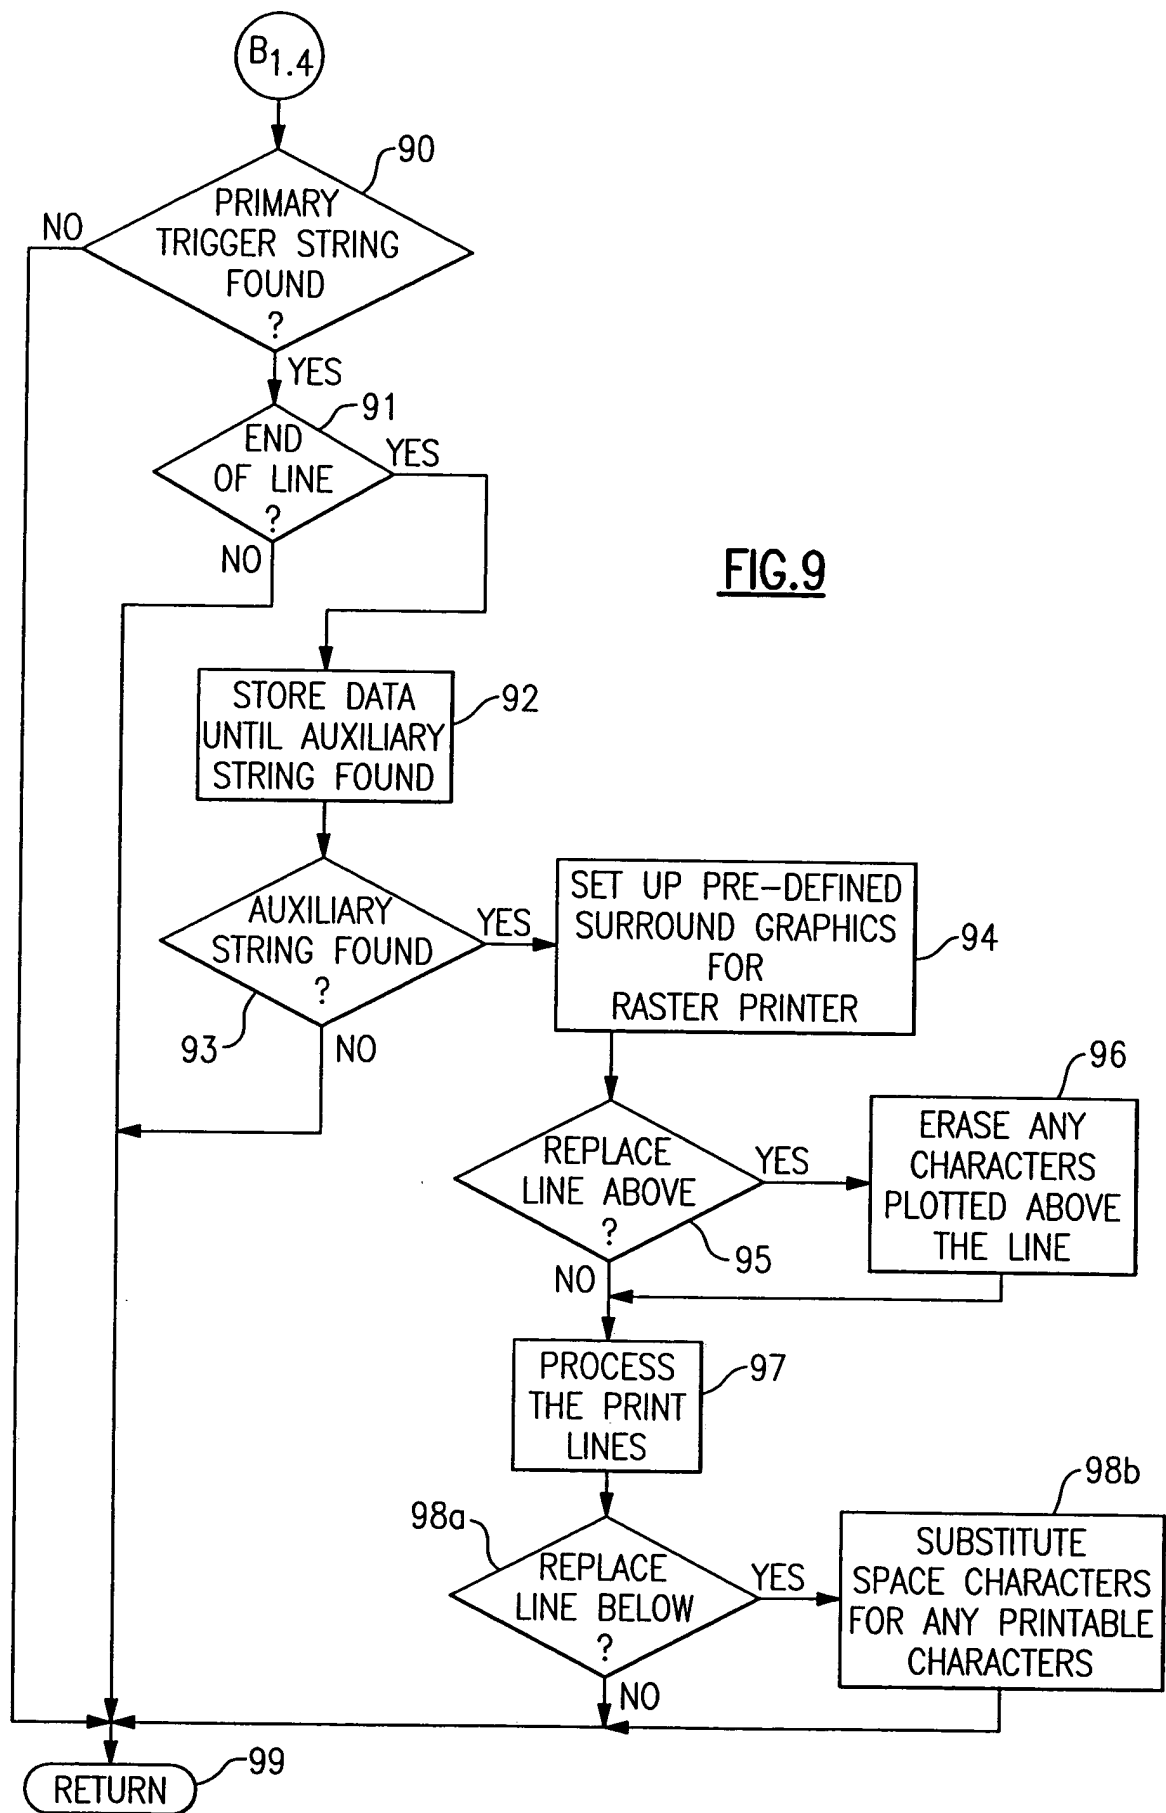 B1.4
90
PRIMARY
TRIGGER STRING
FOUND
?
NO
YES
91
END
OF LINE
?
YES
NO
FIG.9
STORE DATA
UNTIL AUXILIARY
STRING FOUND
92
AUXILIARY
STRING FOUND
?
YES
93
NO
SET UP PRE-DEFINED
SURROUND GRAPHICS
FOR
RASTER PRINTER
94
REPLACE
LINE ABOVE
?
YES
95
NO
96
ERASE ANY
CHARACTERS
PLOTTED ABOVE
THE LINE
PROCESS
THE PRINT
LINES
97
98a
REPLACE
LINE BELOW
?
YES
NO
98b
SUBSTITUTE
SPACE CHARACTERS
FOR ANY PRINTABLE
CHARACTERS
RETURN
99